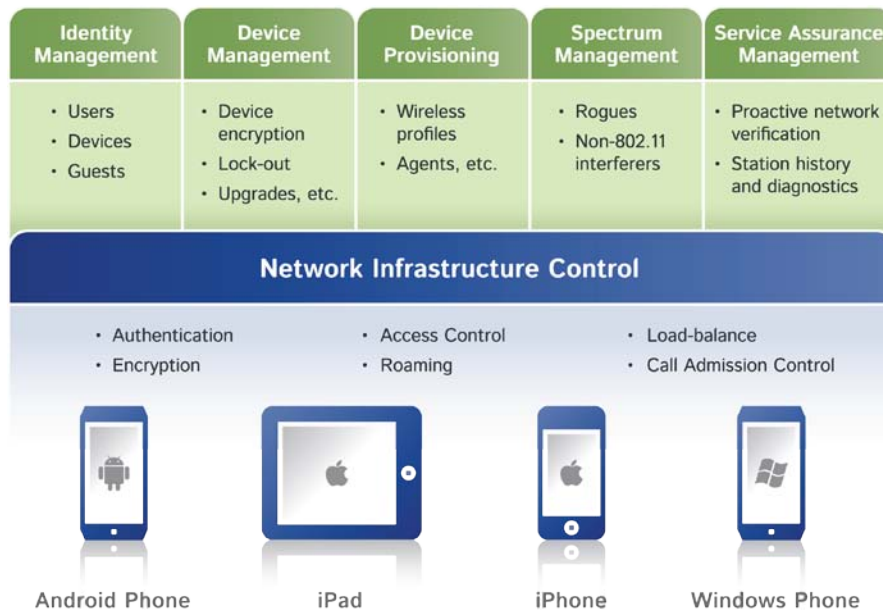 Identity
Management
Device
Management
Device
Provisioning
Spectrum
Management
Service Assurance
Management
• Users
• Devices
• Guests
• Device
encryption
• Lock-out
• Upgrades, etc.
• Wireless
profiles
• Agents, etc.
• Rogues
• Non-802.11
interferers
• Proactive network
verification
• Station history
and diagnostics
Network Infrastructure Control
• Authentication
• Encryption
• Access Control
• Roaming
• Load-balance
• Call Admission Control
Android Phone
iPad
iPhone
Windows Phone